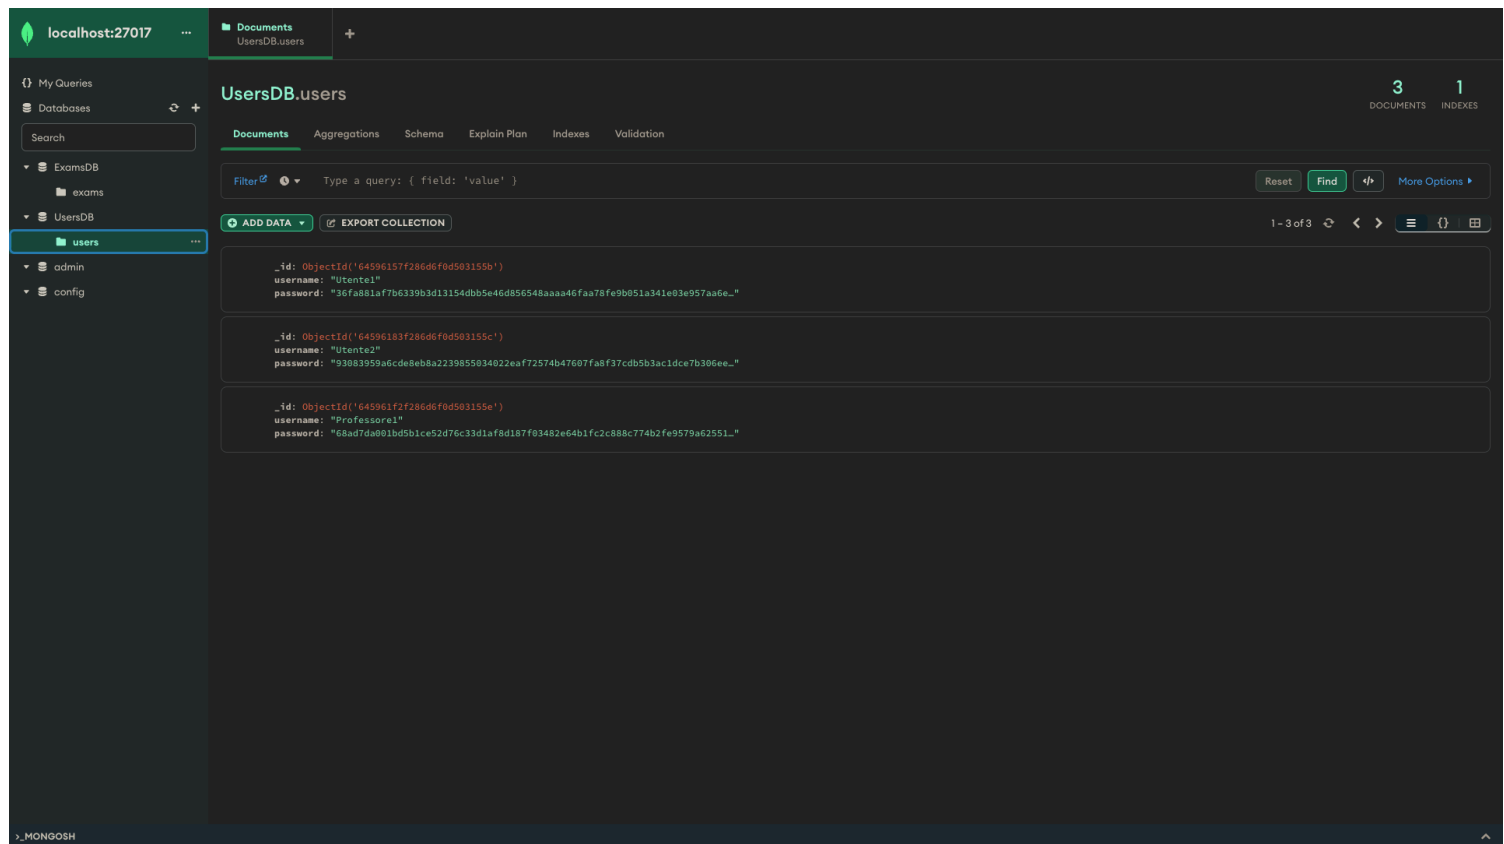 localhost:27017 ...
Documents
UsersDB.users
My Queries
Databases
Search
ExamsDB
exams
UsersDB
users ...
admin
config
UsersDB.users
3
DOCUMENTS
1
INDEXES
Documents Aggregations Schema Explain Plan Indexes Validation
Filter Type a query: { field: 'value' } Reset Find </> More Options
ADD DATA EXPORT COLLECTION 1 – 3 of 3 {}
_id: ObjectId('64596157f286d6f0d503155b')
username: "Utente1"
password: "36fa881af7b6339b3d13154dbb5e46d856548aaaa46faa78fe9b051a341e03e957aa6e…"
_id: ObjectId('64596183f286d6f0d503155c')
username: "Utente2"
password: "93083959a6cde8eb8a2239855034022eaf72574b47607fa8f37cdb5b3ac1dce7b306ee…"
_id: ObjectId('645961f2f286d6f0d503155e')
username: "Professore1"
password: "68ad7da001bd5b1ce52d76c33d1af8d187f03482e64b1fc2c888c774b2fe9579a62551…"
>_MONGOSH